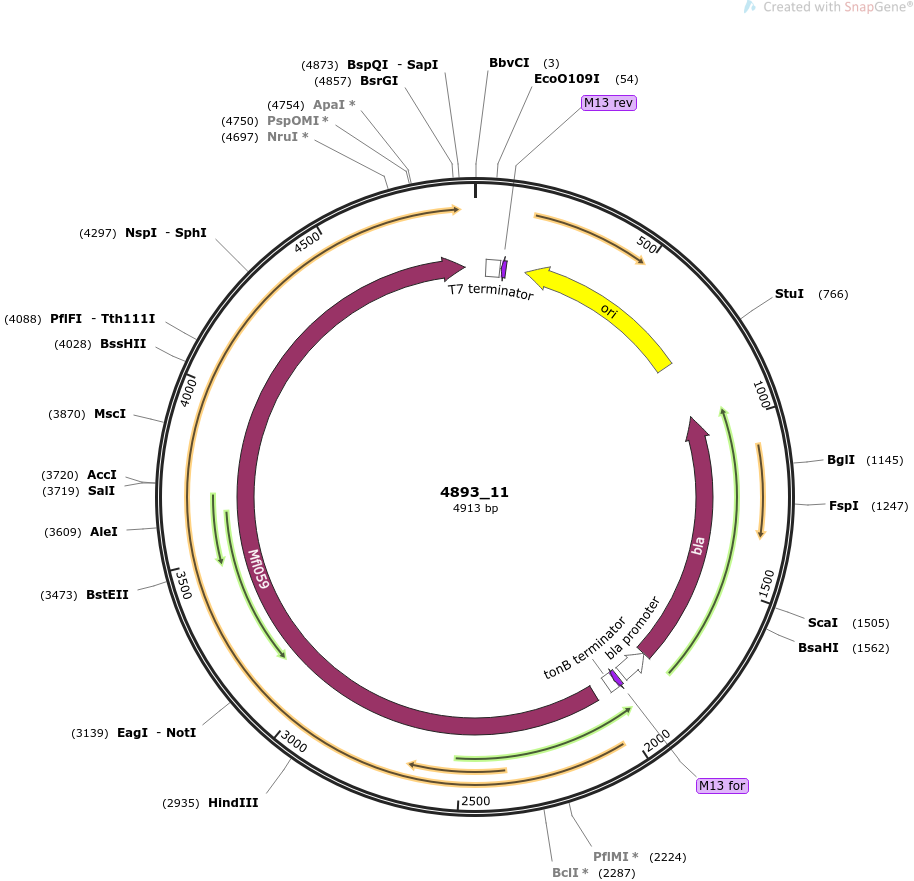 Created with SnapGene®
(4873) BspQI - SapI
(4857) BsrGI
(4754) ApaI *
(4750) PspOMI *
(4697) NruI *
BbvCI (3)
EcoO109I (54)
M13 rev
(4297) NspI - SphI
4500
500
T7 terminator
ori
StuI (766)
(4088) PflFI - Tth111I
(4028) BssHII
4000
1000
(3870) MscI
BglI (1145)
(3720) AccI
(3719) SalI
4893_11
4913 bp
FspI (1247)
(3609) AleI
bla
Mfl059
(3473) BstEII
3500
1500
ScaI (1505)
BsaHI (1562)
tonB terminator
bla promoter
(3139) EagI - NotI
3000
2000
M13 for
(2935) HindIII
2500
PflMI * (2224)
BclI * (2287)